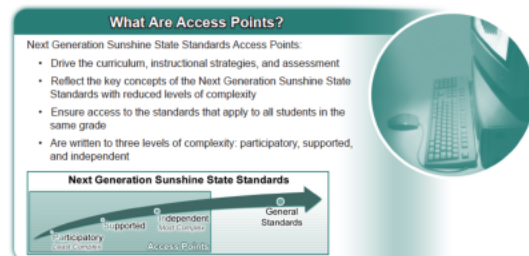 What Are Access Points?
Next Generation Sunshine State Standards Access Points:
• Drive the curriculum, instructional strategies, and assessment
• Reflect the key concepts of the Next Generation Sunshine State
Standards with reduced levels of complexity
• Ensure access to the standards that apply to all students in the
same grade
• Are written to three levels of complexity: participatory, supported,
and independent
Next Generation Sunshine State Standards
Participatory
Least Complex
Supported
Independent
Most Complex
General
Standards
Access Points